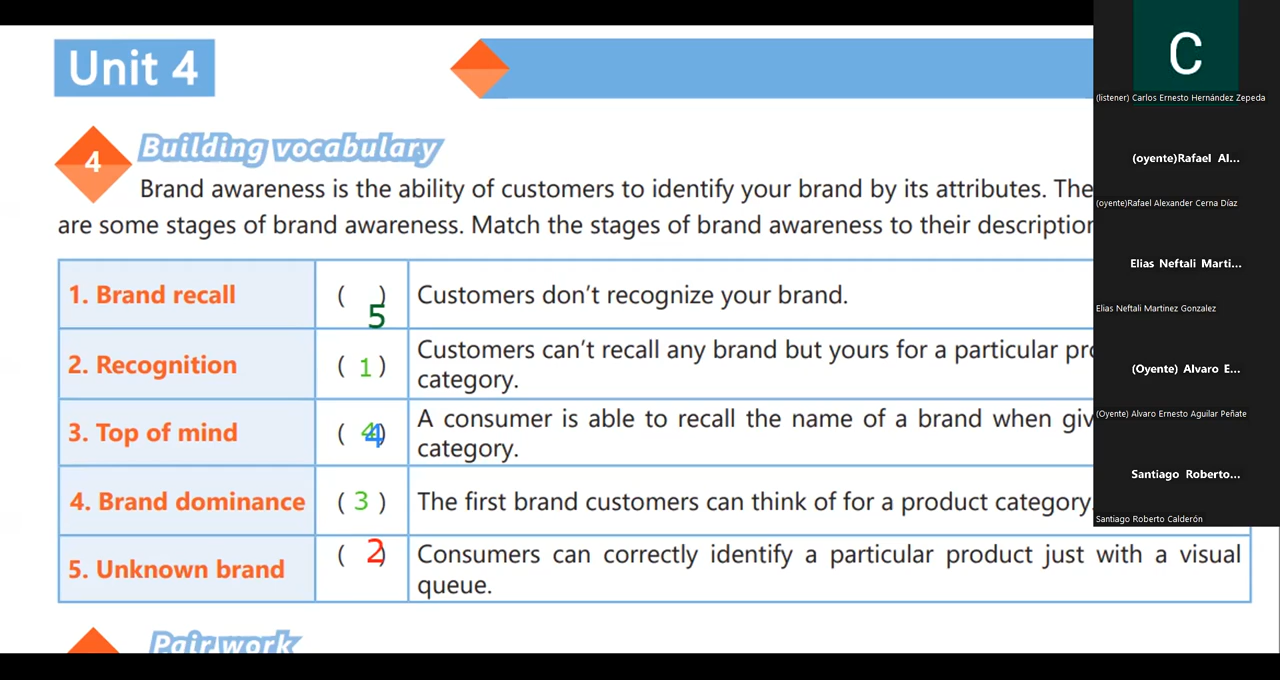 Unit 4
4
Building vocabulary
Brand awareness is the ability of customers to identify your brand by its attributes. The
are some stages of brand awareness. Match the stages of brand awareness to their description
1. Brand recall ( 5 ) Customers don't recognize your brand.
2. Recognition ( 1 ) Customers can't recall any brand but yours for a particular pro
category.
3. Top of mind ( 4 4 ) A consumer is able to recall the name of a brand when giv
category.
4. Brand dominance ( 3 ) The first brand customers can think of for a product category.
5. Unknown brand ( 2 ) Consumers can correctly identify a particular product just with a visual
queue.
Pair work
C
(listener) Carlos Ernesto Hernández Zepeda
(oyente)Rafael Al...
(oyente)Rafael Alexander Cerna Díaz
Elias Neftali Marti...
Elias Neftali Martinez Gonzalez
(Oyente) Alvaro E...
(Oyente) Alvaro Ernesto Aguilar Peñate
Santiago Roberto...
Santiago Roberto Calderón